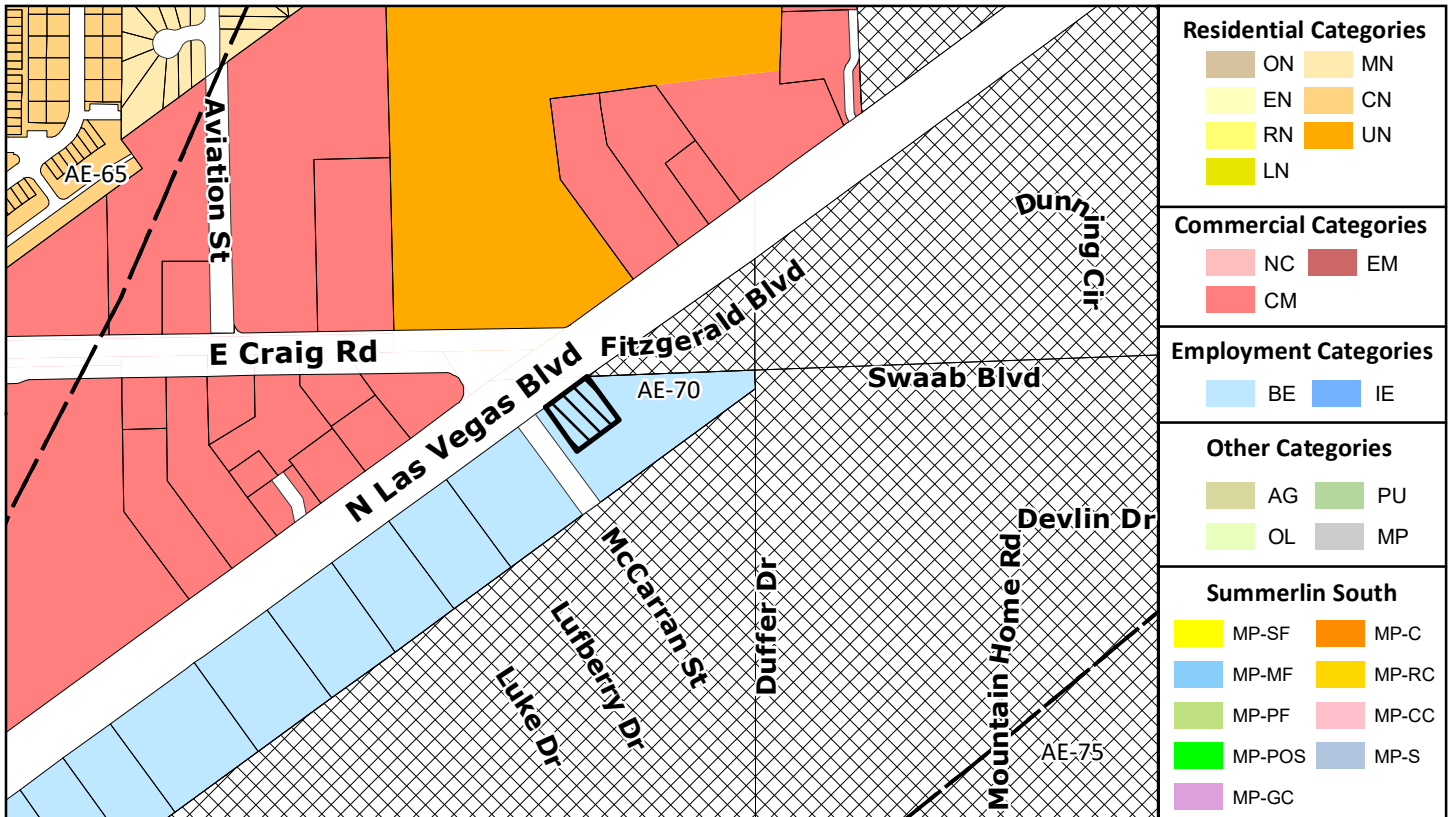 AE-65
Aviation St
E Craig Rd
N Las Vegas Blvd
Fitzgerald Blvd
AE-70
Dunning Cir
Swaab Blvd
McCarran St
Lufberry Dr
Luke Dr
Duffer Dr
Devlin Dr
Mountain Home Rd
AE-75
Residential Categories
ON MN
EN CN
RN UN
LN
Commercial Categories
NC EM
CM
Employment Categories
BE IE
Other Categories
AG PU
OL MP
Summerlin South
MP-SF MP-C
MP-MF MP-RC
MP-PF MP-CC
MP-POS MP-S
MP-GC